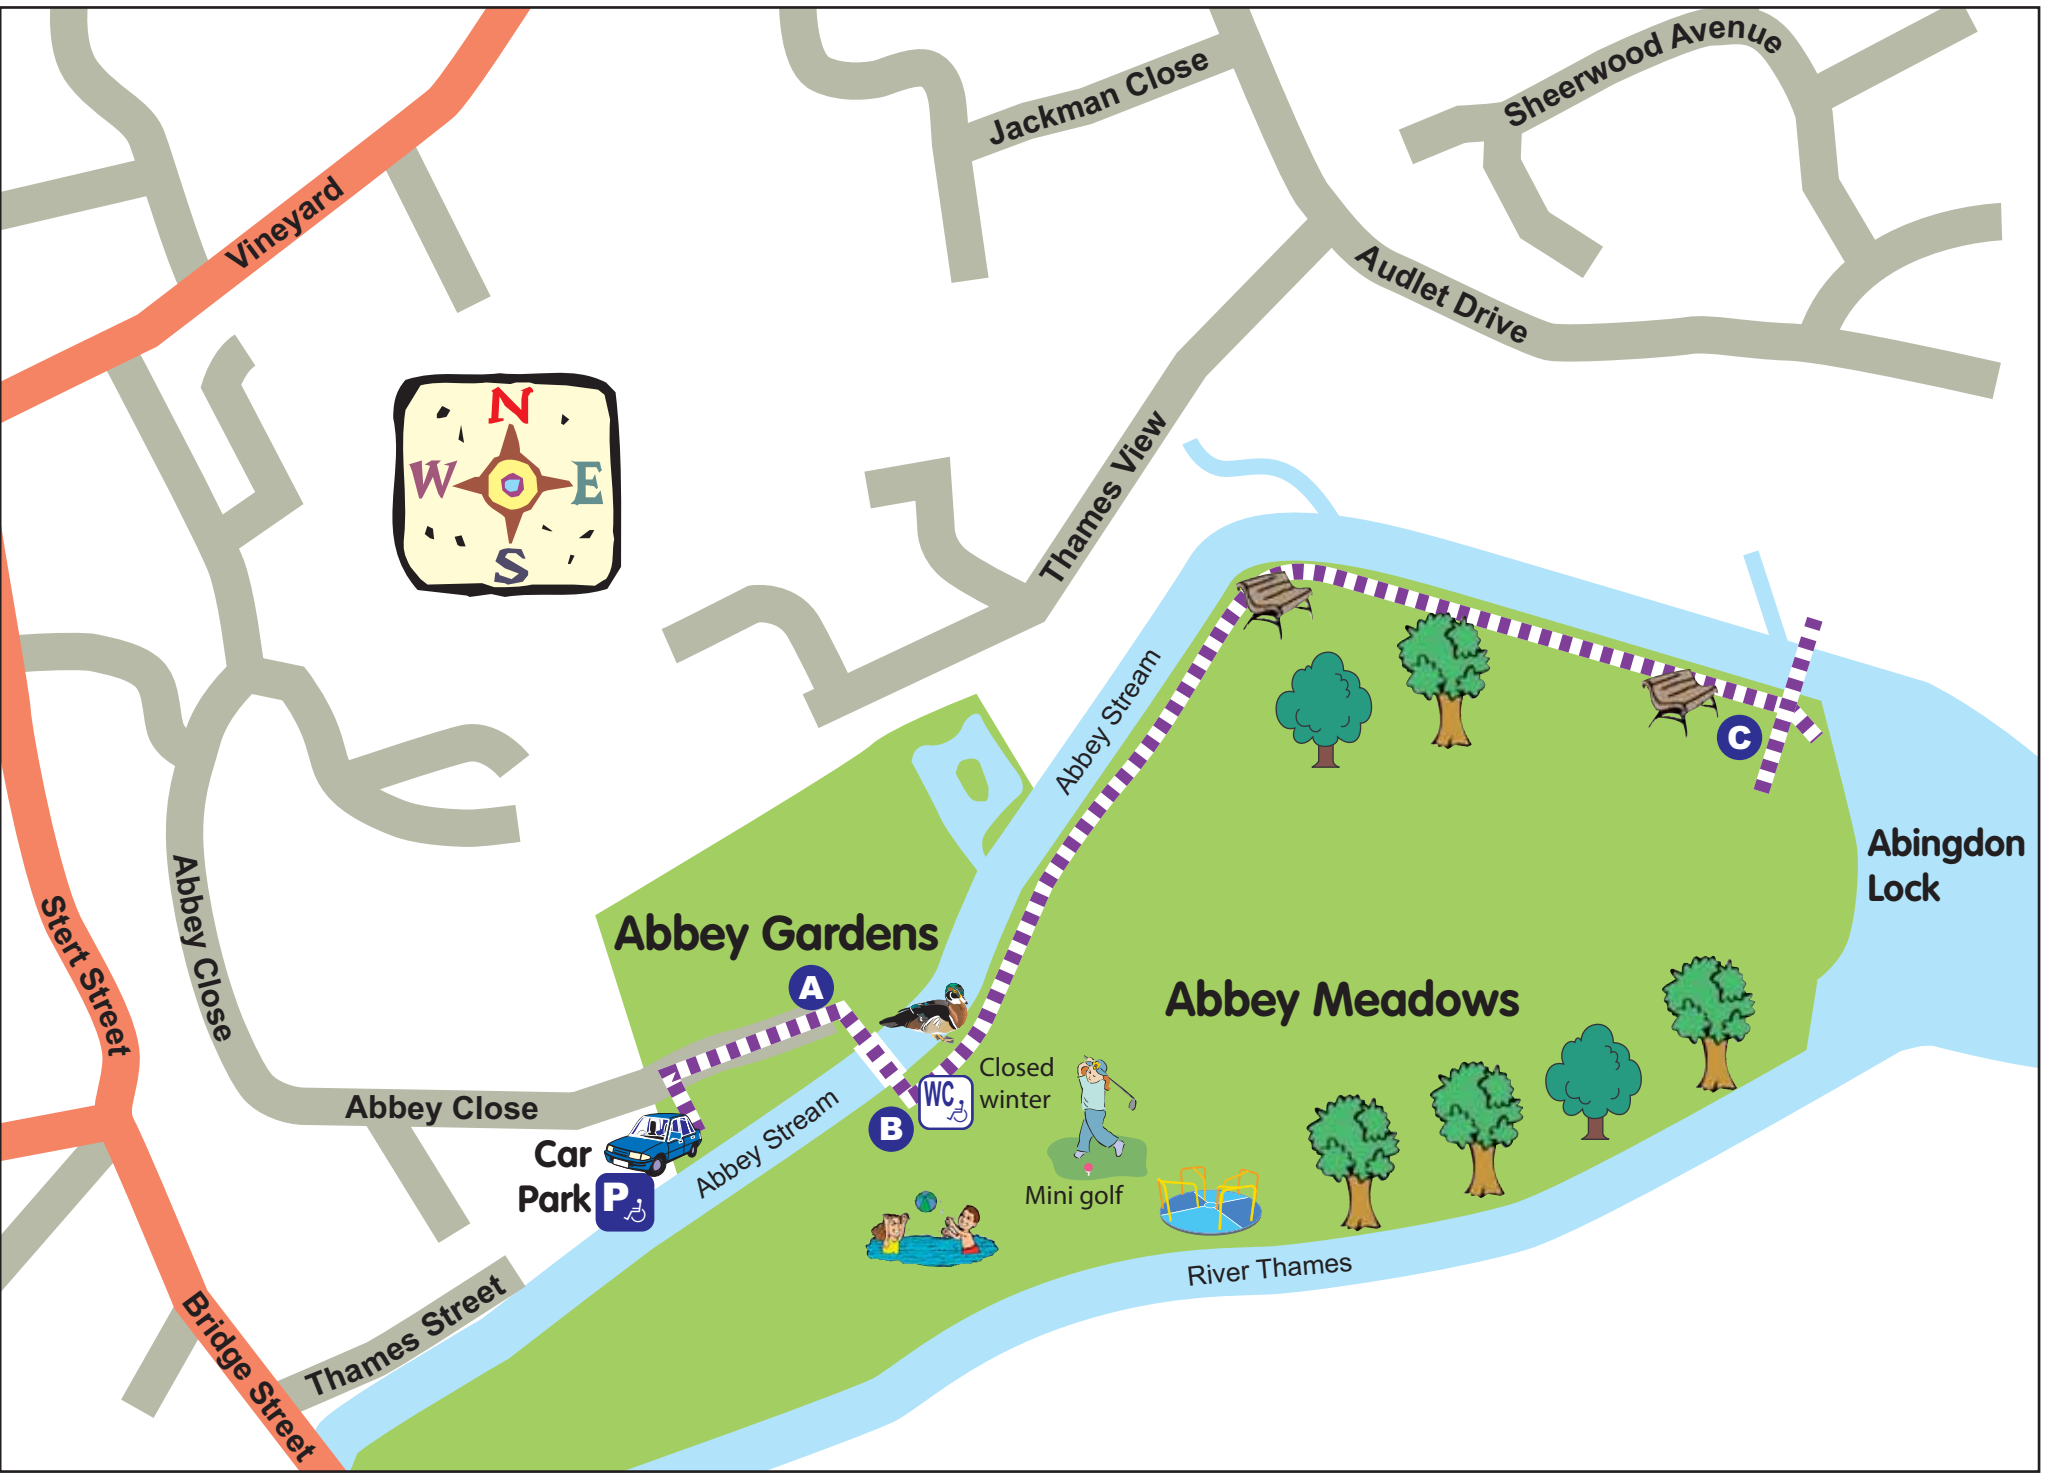 Sheerwood Avenue
Jackman Close
Vineyard
Audlet Drive
N
W
E
S
Thames View
Abbey Stream
C
Abingdon
Lock
Abbey Close
Stert Street
Abbey Gardens
A
Abbey Meadows
Closed
winter
WC
Abbey Close
B
Abbey Stream
Car
Park
P
Mini golf
River Thames
Thames Street
Bridge Street